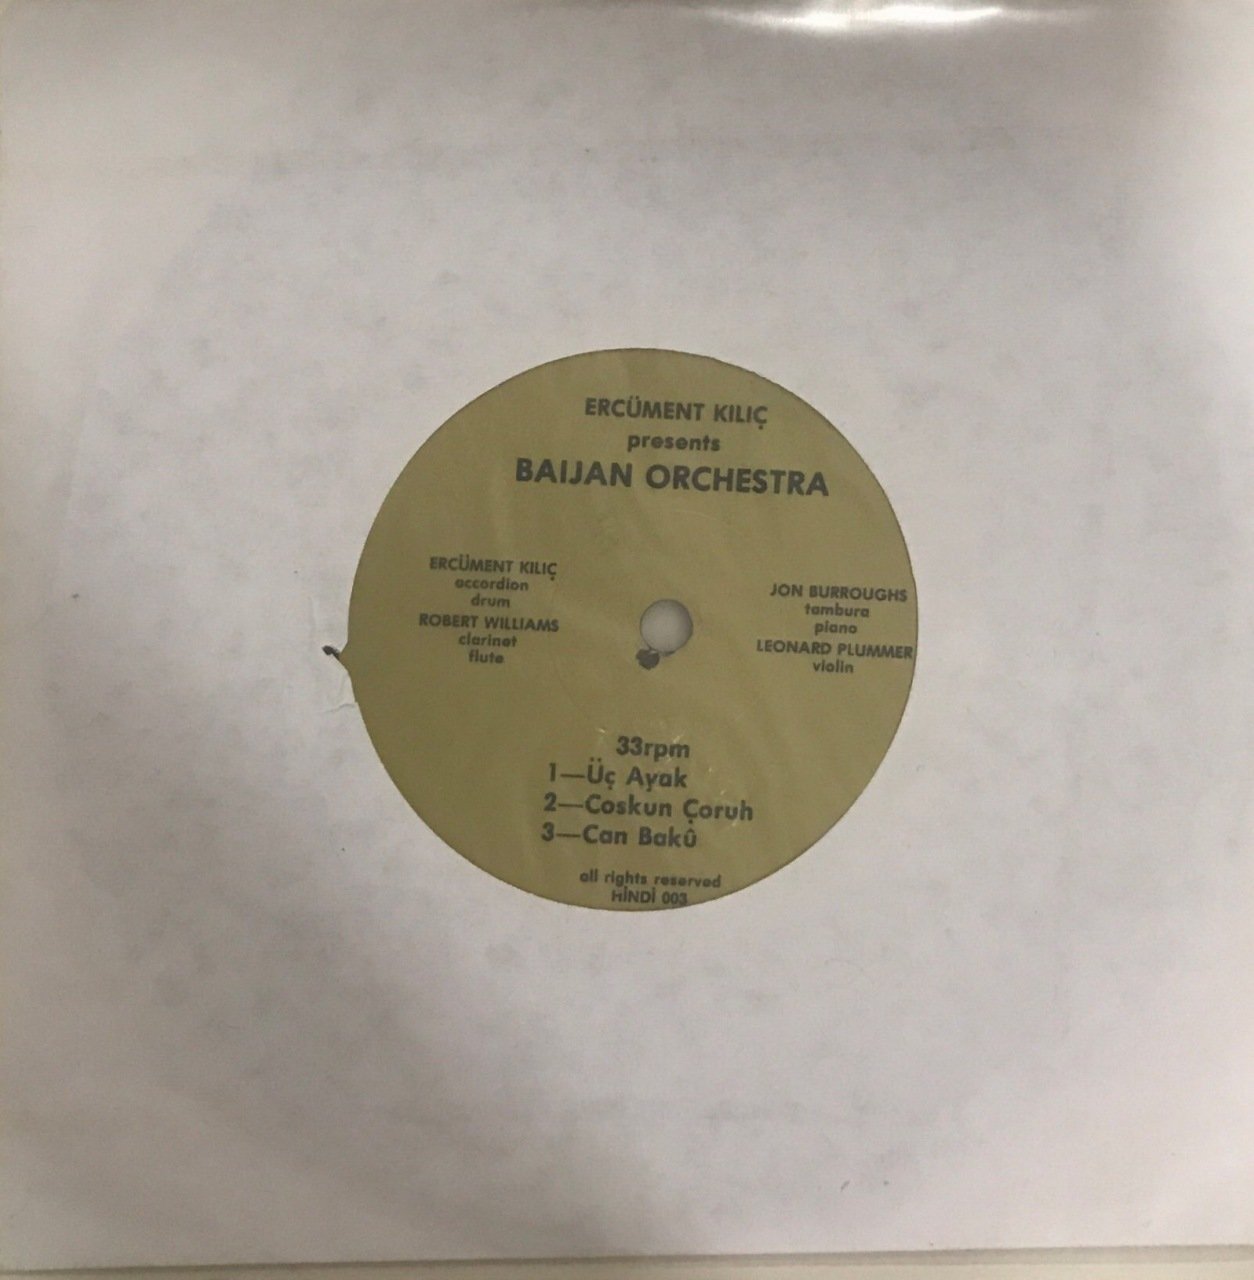 ERCÜMENT KILIÇ
presents
BAIJAN ORCHESTRA
ERCÜMENT KILIÇ
accordion
drum
ROBERT WILLIAMS
clarinet
flute
JON BURROUGHS
tambura
piano
LEONARD PLUMMER
violin
33rpm
1—Üç Ayak
2—Coskun Çoruh
3—Can Bakû
all rights reserved
HİNDİ 003